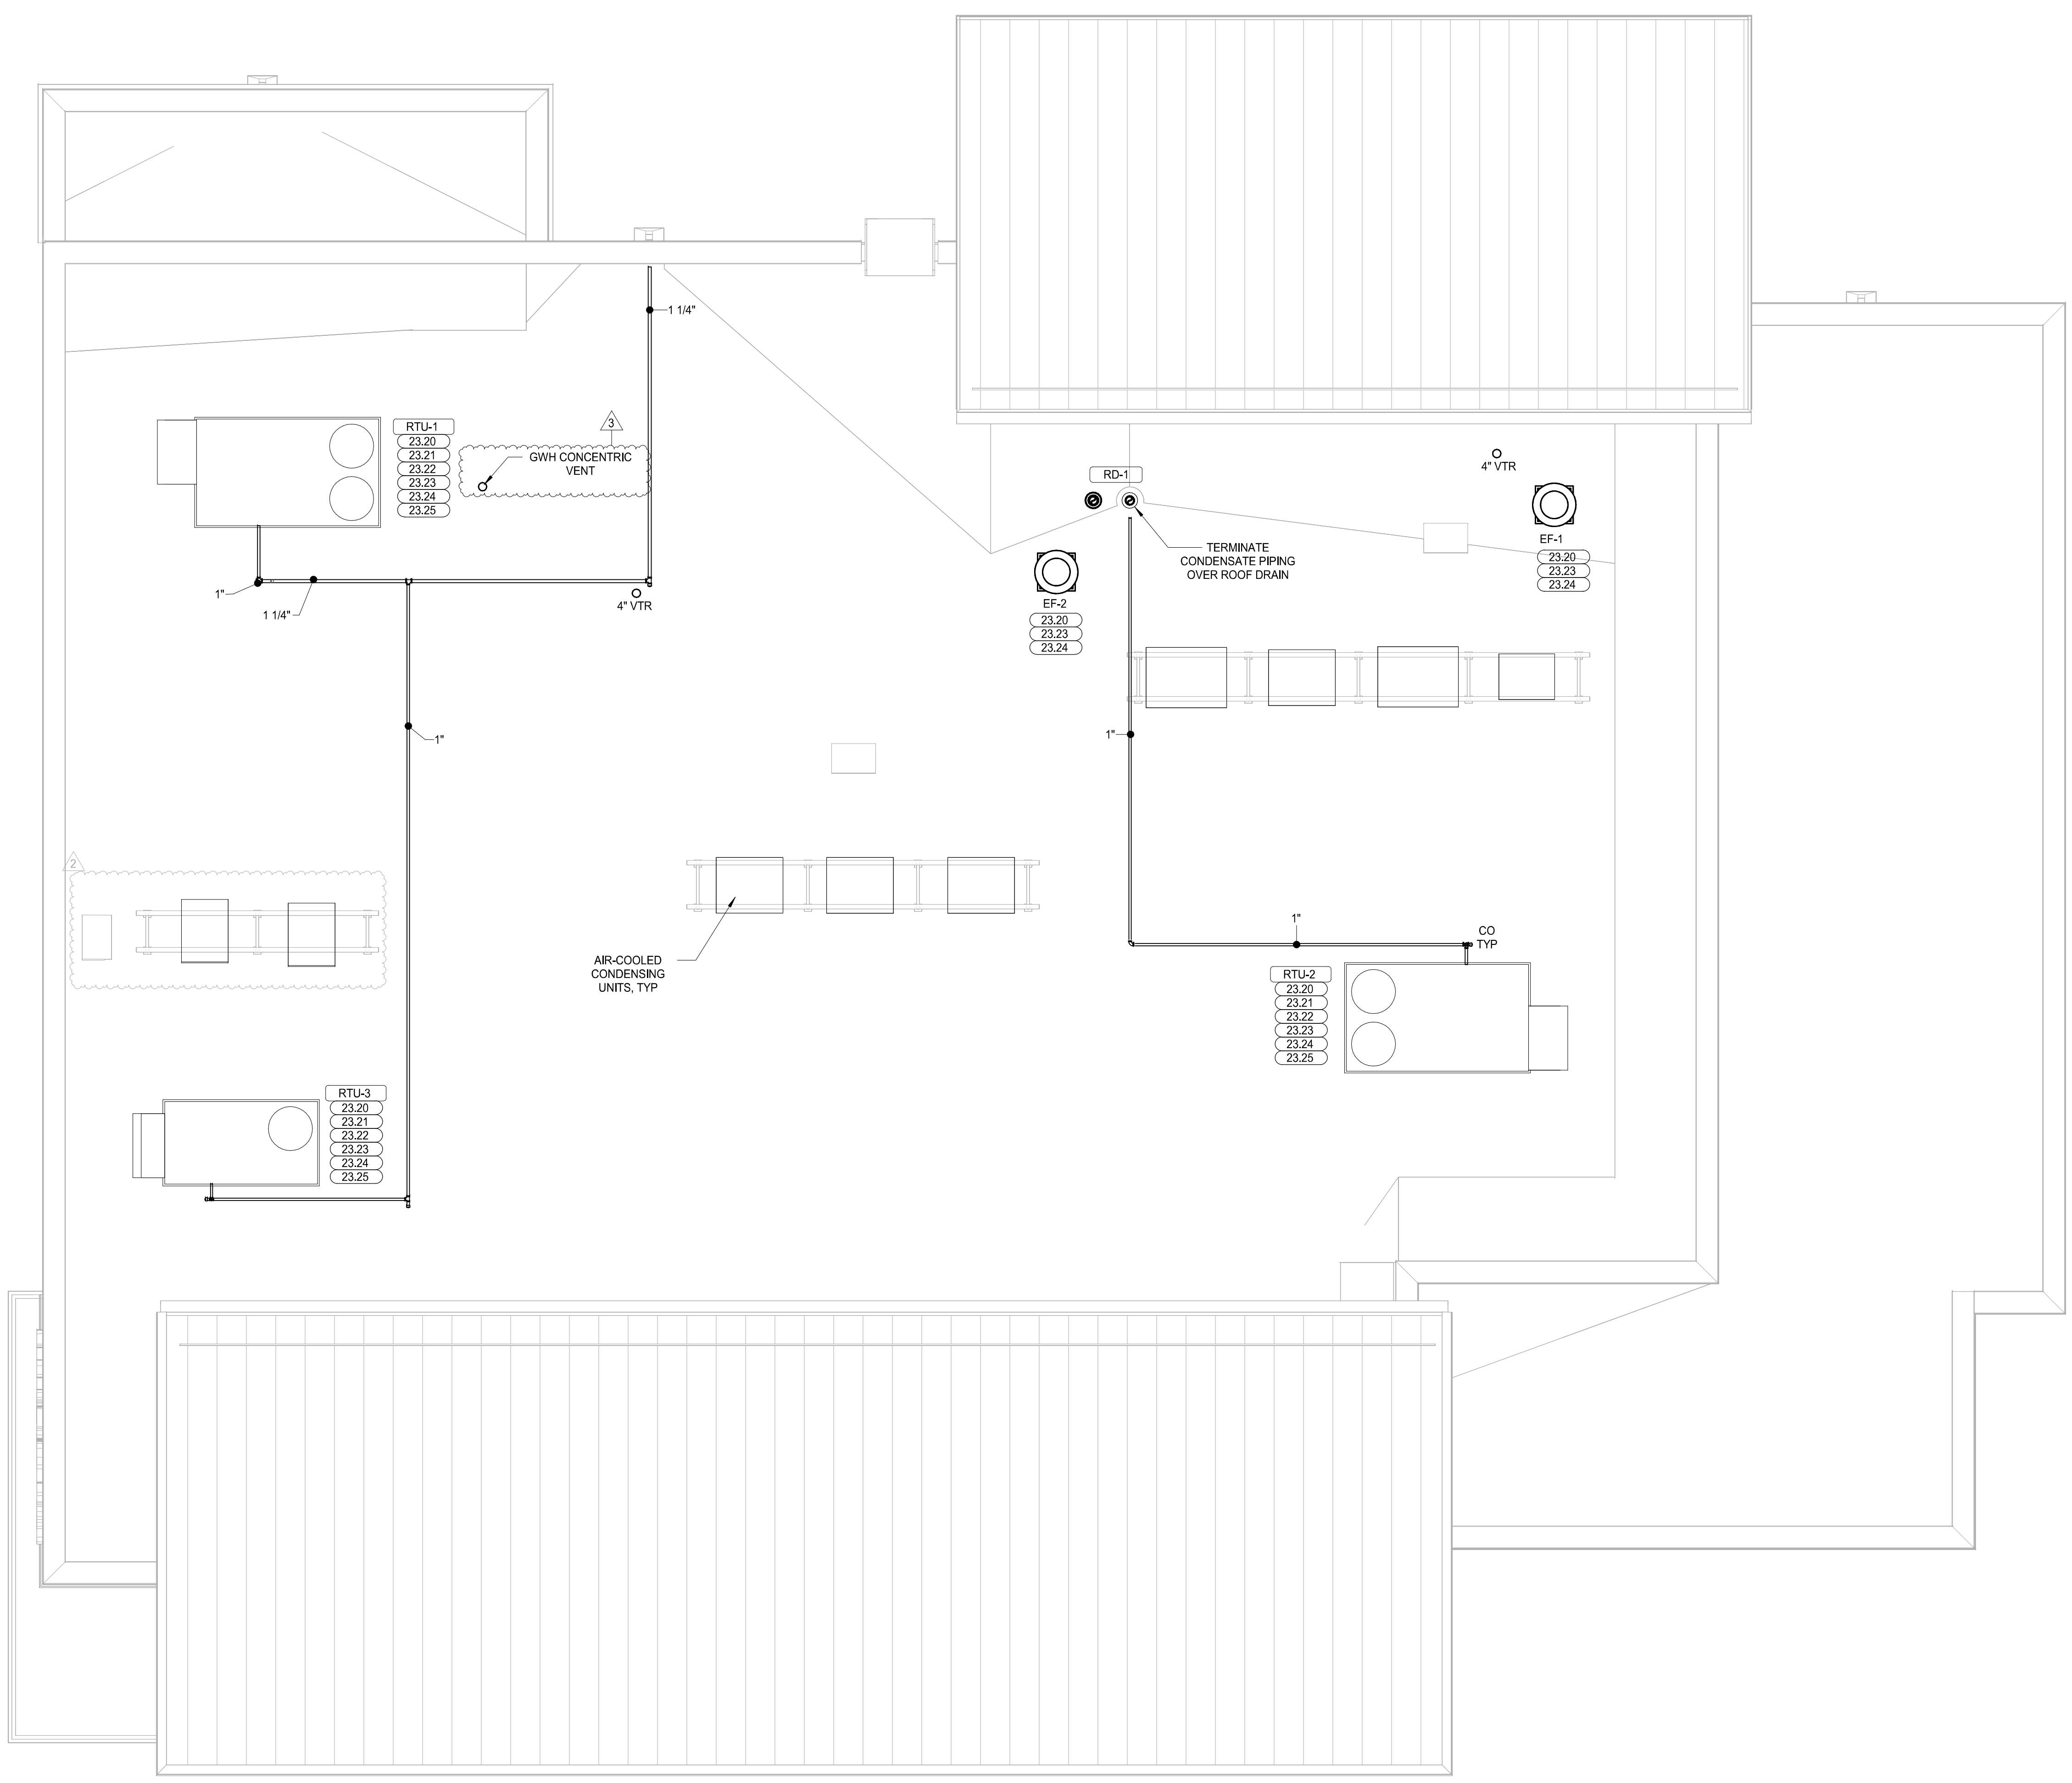 1 1/4"
RTU-1
23.20
23.21
23.22
23.23
23.24
23.25
3
GWH CONCENTRIC
VENT
1"
1 1/4"
4" VTR
RD-1
4" VTR
TERMINATE
CONDENSATE PIPING
OVER ROOF DRAIN
EF-1
23.20
23.23
23.24
EF-2
23.20
23.23
23.24
1"
1"
2
AIR-COOLED
CONDENSING
UNITS, TYP
1"
CO
TYP
RTU-2
23.20
23.21
23.22
23.23
23.24
23.25
RTU-3
23.20
23.21
23.22
23.23
23.24
23.25